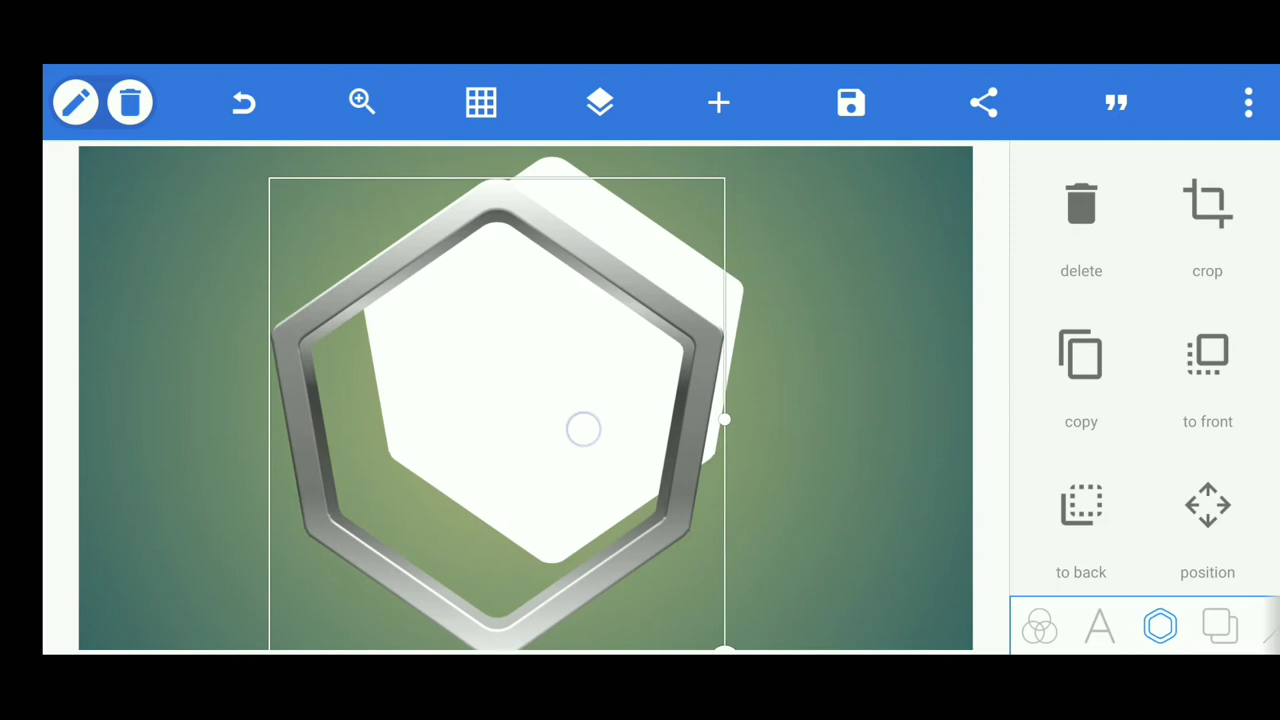 delete
crop
copy
to front
to back
position